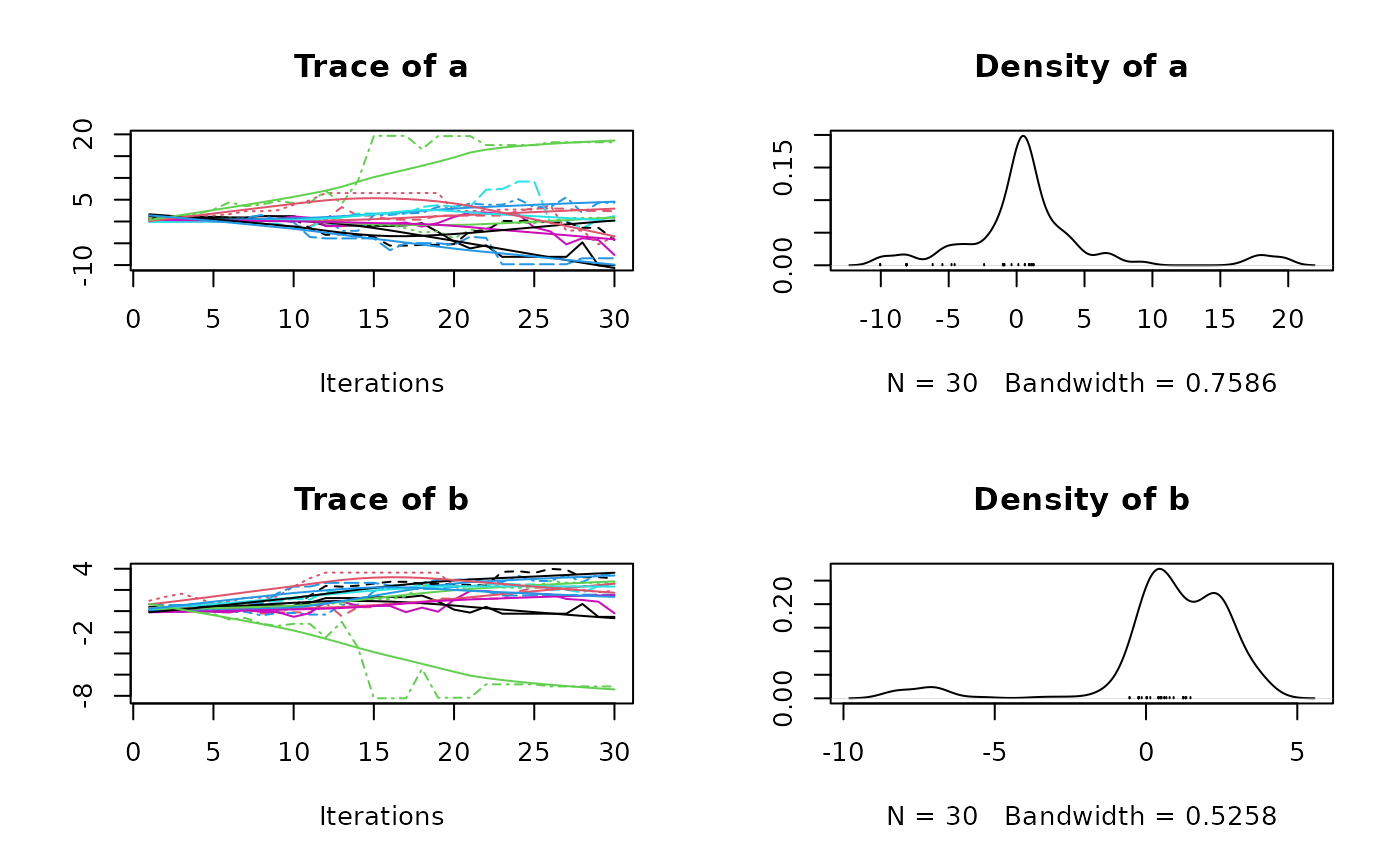 Trace of a
20
5
-10
0 5 10 15 20 25 30
Iterations
Density of a
0.15
0.00
-10 -5 0 5 10 15 20
N = 30 Bandwidth = 0.7586
Trace of b
4
-2
-8
0 5 10 15 20 25 30
Iterations
Density of b
0.20
0.00
-10 -5 0 5
N = 30 Bandwidth = 0.5258